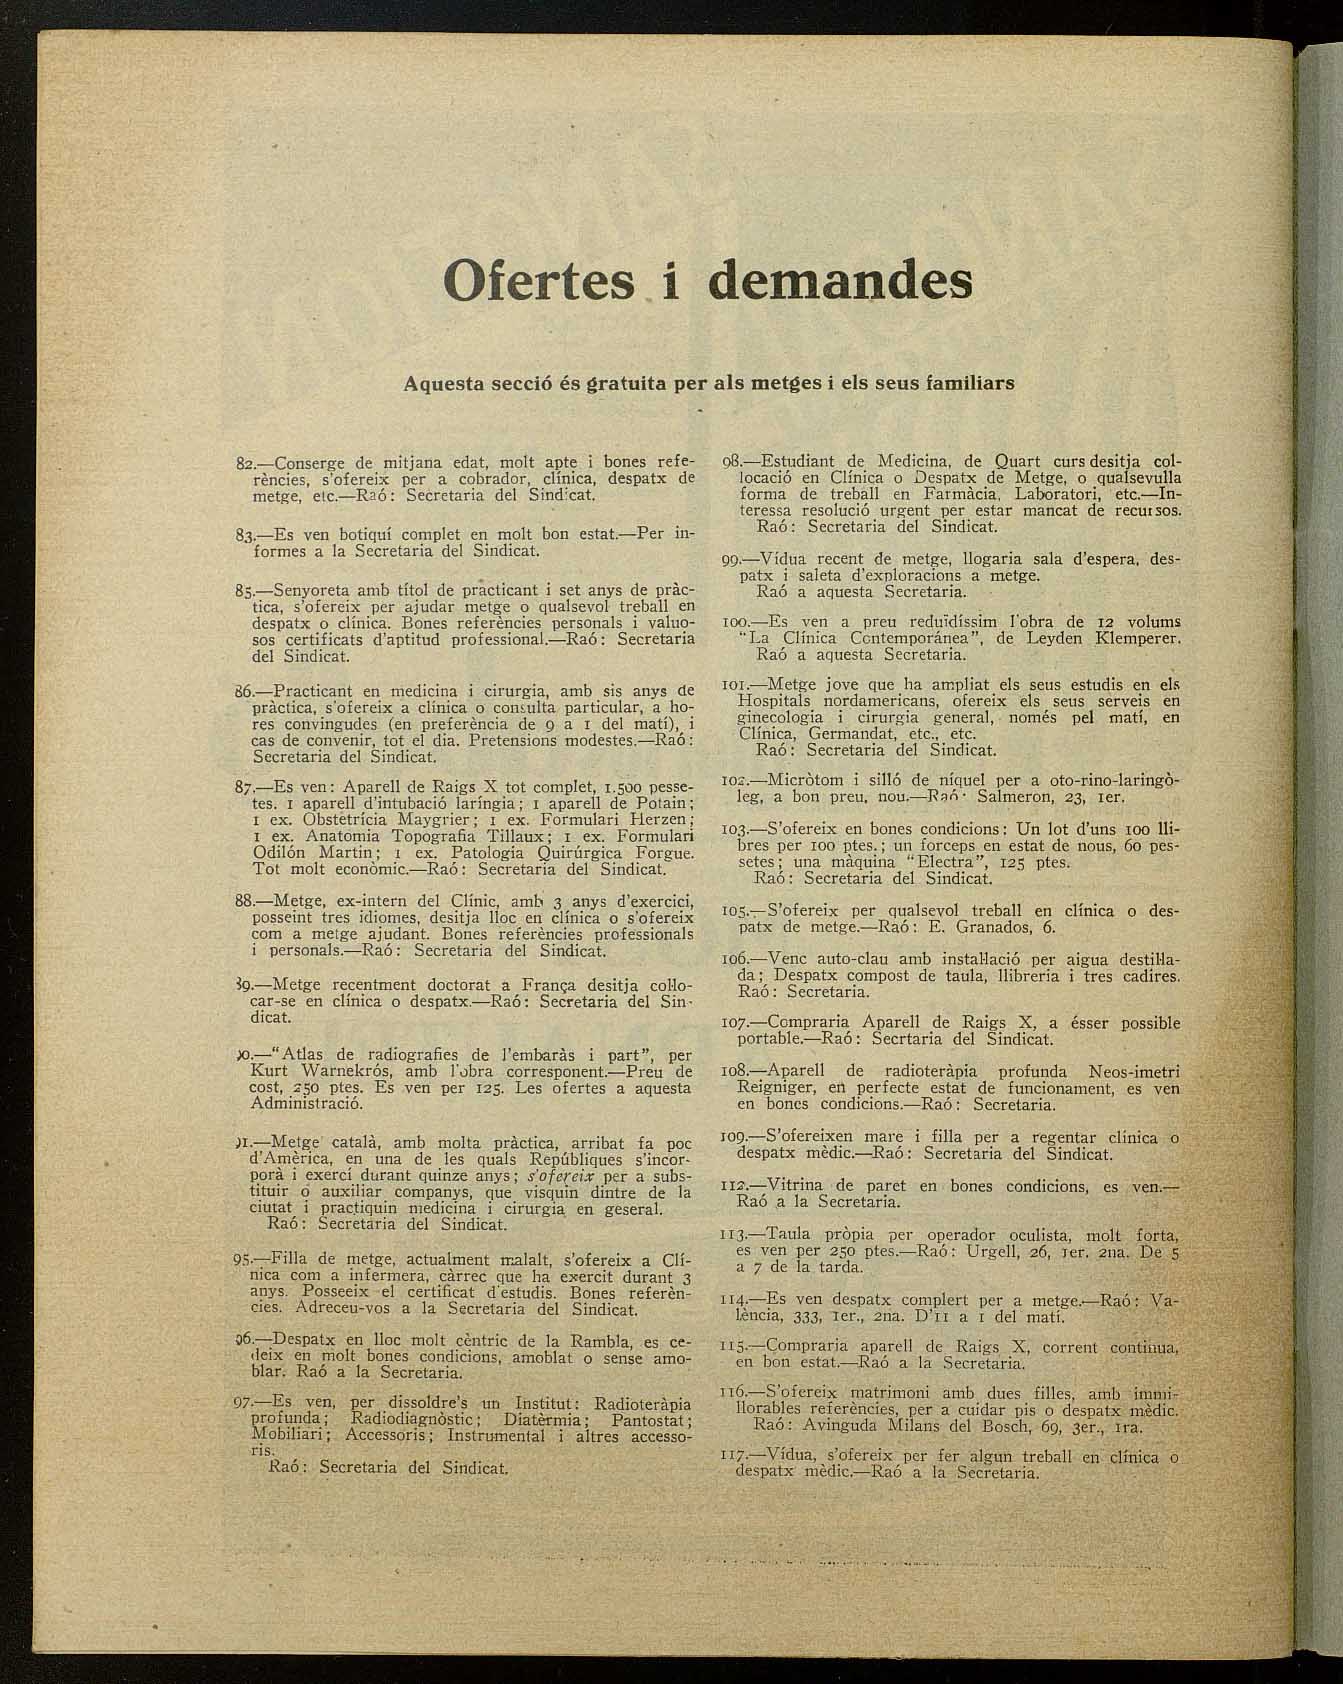 Ofertes i demandes
Aquesta secció és gratuita per als metges i els seus familiars
82.—Conserge de mitjana edat, molt apte i bones refe-
rències, s'ofereix per a cobrador, clínica, despatx de
metge, etc.—Raó: Secretaria del Sindicat.
83.—Es ven botiquí complet en molt bon estat.—Per in-
formes a la Secretaria del Sindicat.
85.—Senyoreta amb títol de practicant i set anys de pràc-
tica, s'ofereix per ajudar metge o qualsevol treball en
despatx o clínica. Bones referències personals i valuo-
sos certificats d'aptitud professional.—Raó: Secretaria
del Sindicat.
86.—Practicant en medicina i cirurgia, amb sis anys de
pràctica, s'ofereix a clínica o consulta particular, a ho-
res convingudes (en preferència de 9 a 1 del matí), i
cas de convenir, tot el dia. Pretensions modestes.—Raó:
Secretaria del Sindicat.
87.—Es ven: Aparell de Raigs X tot complet, 1.500 pesse-
tes. 1 aparell d'intubació laríngia; 1 aparell de Potain;
1 ex. Obstetrícia Maygrier; 1 ex. Formulari Herzen;
1 ex. Anatomia Topografia Tillaux; 1 ex. Formulari
Odilón Martin; 1 ex. Patología Quirúrgica Forgue.
Tot molt econòmic.—Raó: Secretaria del Sindicat.
88.—Metge, ex-intern del Clínic, amb 3 anys d'exercici,
posseint tres idiomes, desitja lloc en clínica o s'ofereix
com a metge ajudant. Bones referències professionals
i personals.—Raó: Secretaria del Sindicat.
89.—Metge recentment doctorat a França desitja col·lo-
car-se en clínica o despatx.—Raó: Secretaria del Sin-
dicat.
90.—"Atlas de radiografies de l'embaràs i part", per
Kurt Warnekrós, amb l'obra corresponent.—Preu de
cost, 250 ptes. Es ven per 125. Les ofertes a aquesta
Administració.
91.—Metge català, amb molta pràctica, arribat fa poc
d'Amèrica, en una de les quals Repúbliques s'incor-
porà i exercí durant quinze anys; s'ofereix per a subs-
tituir o auxiliar companys, que visquin dintre de la
ciutat i practiquin medicina i cirurgia en geseral.
Raó: Secretaria del Sindicat.
95.—Filla de metge, actualment malalt, s'ofereix a Clí-
nica com a infermera, càrrec que ha exercit durant 3
anys. Posseeix el certificat d'estudis. Bones referèn-
cies. Adreceu-vos a la Secretaria del Sindicat.
96.—Despatx en lloc molt cèntric de la Rambla, es ce-
deix en molt bones condicions, amoblat o sense amo-
blar. Raó a la Secretaria.
97.—Es ven, per dissoldre's un Institut: Radioteràpia
profunda; Radiodiagnòstic; Diatèrmia; Pantostat;
Mobiliari; Accessoris; Instrumental i altres accesso-
ris.
Raó: Secretaria del Sindicat.
98.—Estudiant de Medicina, de Quart curs desitja col-
locació en Clínica o Despatx de Metge, o qualsevulla
forma de treball en Farmàcia, Laboratori, etc.—In-
teressa resolució urgent per estar mancat de recursos.
Raó: Secretaria del Sindicat.
99.—Vídua recent de metge, llogaria sala d'espera, des-
patx i saleta d'exploracions a metge.
Raó a aquesta Secretaria.
100.—Es ven a preu reduïdíssim l'obra de 12 volums
"La Clínica Contemporánea", de Leyden Klemperer.
Raó a aquesta Secretaria.
101.—Metge jove que ha ampliat els seus estudis en els
Hospitals nordamericans, ofereix els seus serveis en
ginecologia i cirurgia general, només pel matí, en
Clínica, Germandat, etc., etc.
Raó: Secretaria del Sindicat.
102.—Micròtom i silló de níquel per a oto-rino-laringò-
leg, a bon preu, nou.—Raó: Salmeron, 23, 1er.
103.—S'ofereix en bones condicions: Un lot d'uns 100 lli-
bres per 100 ptes.; un forceps en estat de nous, 60 pes-
setes; una màquina "Electra", 125 ptes.
Raó: Secretaria del Sindicat.
105.—S'ofereix per qualsevol treball en clínica o des-
patx de metge.—Raó: E. Granados, 6.
106.—Venc auto-clau amb instal·lació per aigua destil·la-
da; Despatx compost de taula, llibreria i tres cadires.
Raó: Secretaria.
107.—Compraria Aparell de Raigs X, a ésser possible
portable.—Raó: Secrtaria del Sindicat.
108.—Aparell de radioteràpia profunda Neos-imetri
Reigniger, en perfecte estat de funcionament, es ven
en bones condicions.—Raó: Secretaria.
109.—S'ofereixen mare i filla per a regentar clínica o
despatx mèdic.—Raó: Secretaria del Sindicat.
112.—Vitrina de paret en bones condicions, es ven.—
Raó a la Secretaria.
113.—Taula pròpia per operador oculista, molt forta,
es ven per 250 ptes.—Raó: Urgell, 26, 1er. 2na. De 5
a 7 de la tarda.
114.—Es ven despatx complert per a metge.—Raó: Va-
lència, 333, 1er., 2na. D'11 a 1 del matí.
115.—Compraria aparell de Raigs X, corrent continua,
en bon estat.—Raó a la Secretaria.
116.—S'ofereix matrimoni amb dues filles, amb immi-
llorables referències, per a cuidar pis o despatx mèdic.
Raó: Avinguda Milans del Bosch, 69, 3er., 1ra.
117.—Vídua, s'ofereix per fer algun treball en clínica o
despatx mèdic.—Raó a la Secretaria.